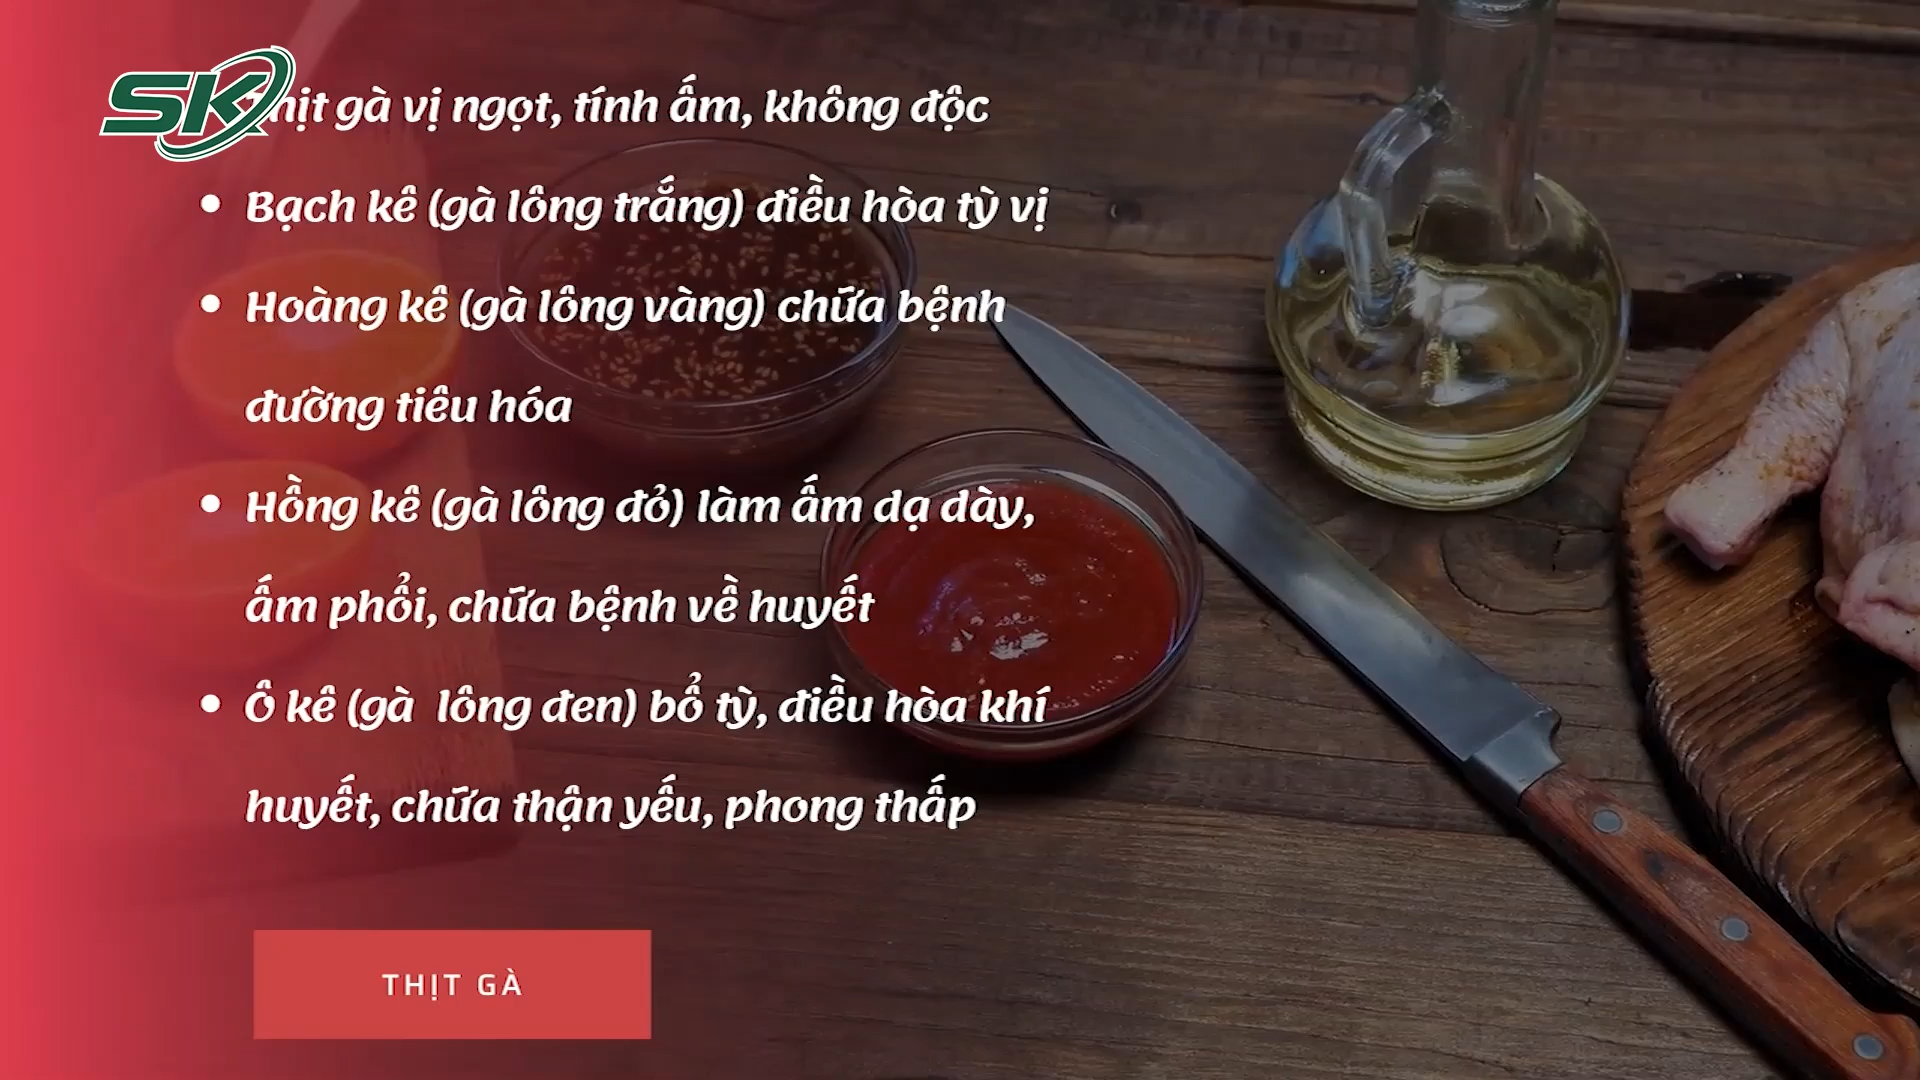 SK
hịt gà vị ngọt, tính ấm, không độc
• Bạch kê (gà lông trắng) điều hòa tỳ vị
• Hoàng kê (gà lông vàng) chữa bệnh
đường tiêu hóa
• Hồng kê (gà lông đỏ) làm ấm dạ dày,
ấm phổi, chữa bệnh về huyết
• Ô kê (gà lông đen) bổ tỳ, điều hòa khí
huyết, chữa thận yếu, phong thấp
THỊT GÀ